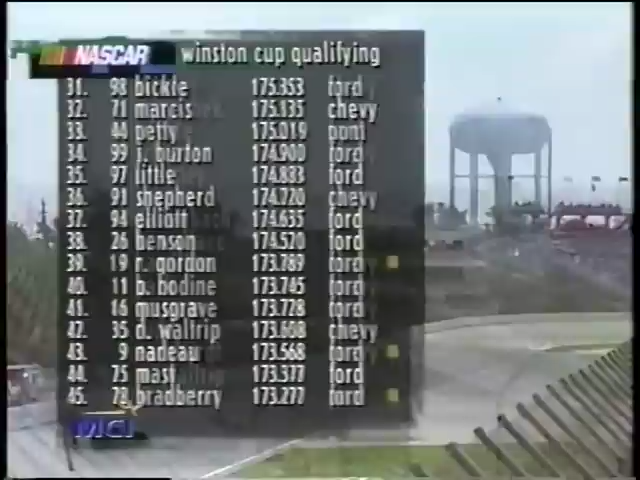 NASCAR winston cup qualifying
31. 98 bickle 175.353 ford
32. 71 marcis 175.135 chevy
33. 44 petty 175.019 pont
34. 99 j. burton 174.900 ford
35. 97 little 174.883 ford
36. 91 shepherd 174.720 chevy
37. 94 elliott 174.635 ford
38. 26 benson 174.520 ford
39. 19 r. gordon 173.789 ford
40. 11 b. bodine 173.745 ford
41. 16 musgrave 173.728 ford
42. 35 d. waltrip 173.608 chevy
43. 9 nadeau 173.568 ford
44. 75 mast 173.377 ford
45. 78 bradberry 173.277 ford
MCI